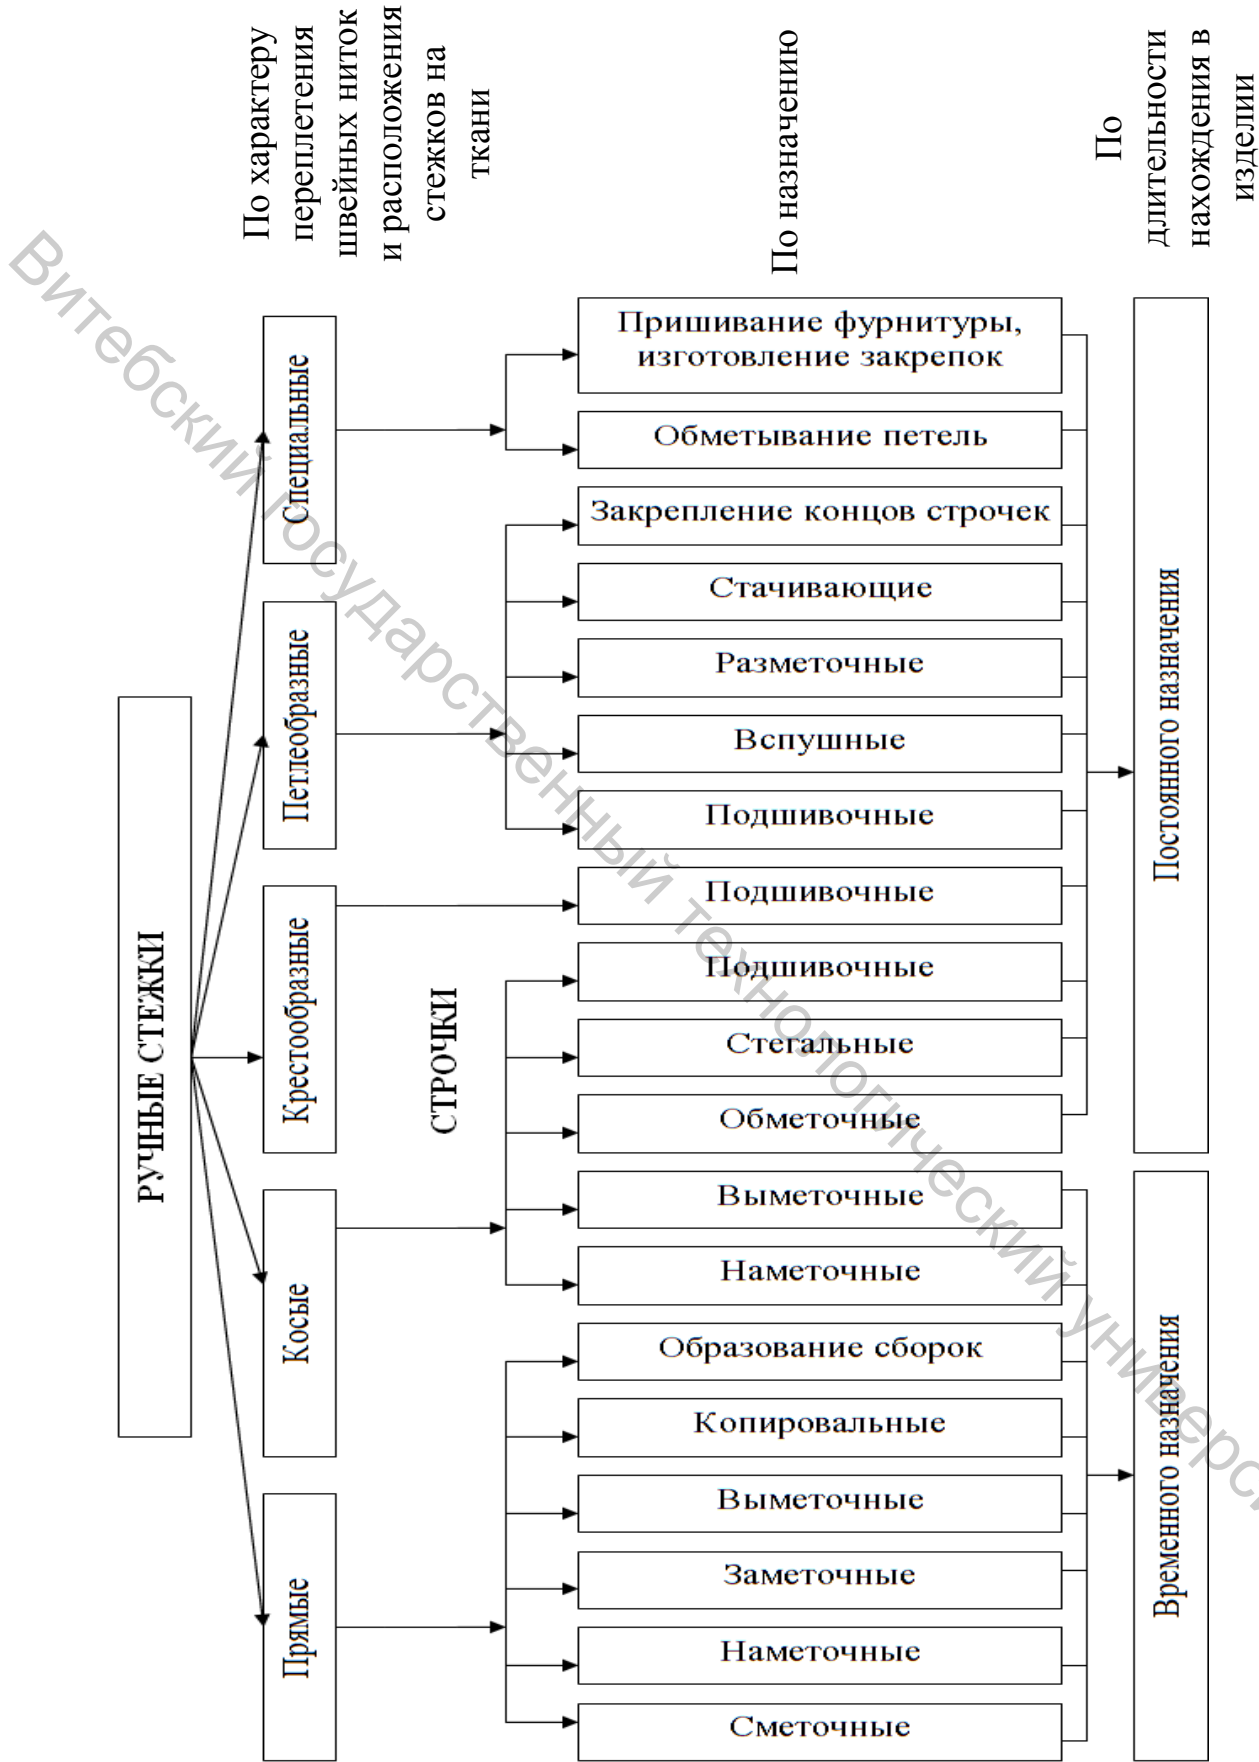 РУЧНЫЕ СТЕЖКИ
По характеру
переплетения
швейных ниток
и расположения
стежков на
ткани
Прямые
Косые
Крестообразные
Петлеобразные
Специальные
СТРОЧКИ
По назначению
Пришивание фурнитуры,
изготовление закрепок
Обметывание петель
Закрепление концов строчек
Стачивающие
Разметочные
Вспушные
Подшивочные
Подшивочные
Подшивочные
Стегальные
Обметочные
Выметочные
Наметочные
Образование сборок
Копировальные
Выметочные
Заметочные
Наметочные
Сметочные
По
длительности
нахождения в
изделии
Постоянного назначения
Временного назначения
Витебский государственный технологический универси